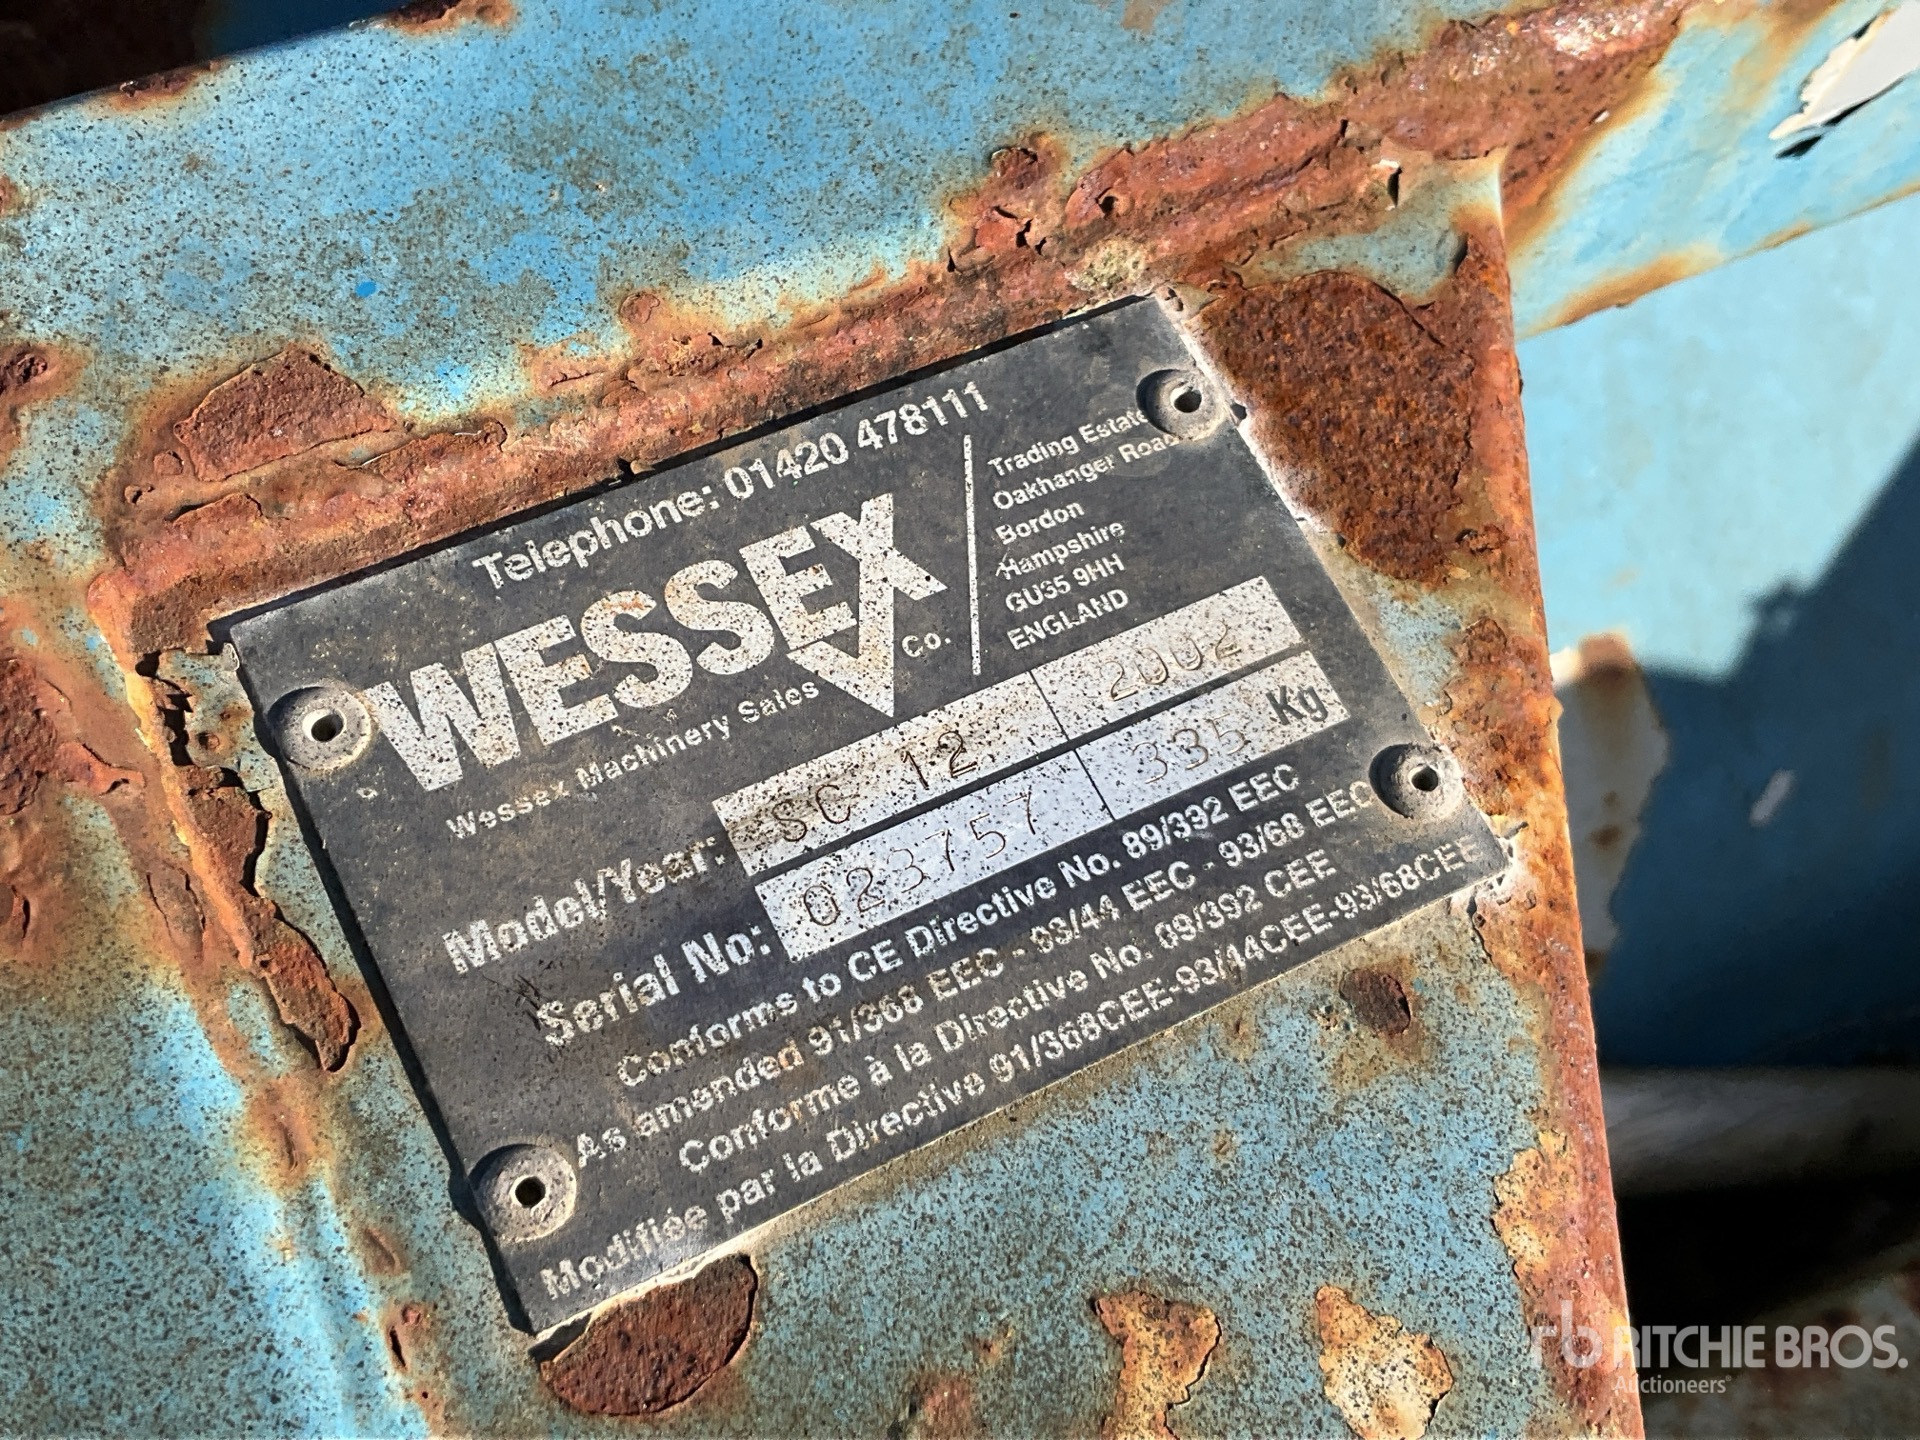 Telephone: 01420 478111
WESSEX
Wessex Machinery Sales Co.
Trading Estate
Oakhanger Road
Bordon
Hampshire
GU35 9HH
ENGLAND
Model/Year: SC 12 2002
Serial No: 023757 335 Kg
Conforms to CE Directive No. 89/392 EEC
As amended 91/368 EEC - 93/44 EEC - 93/68 EEC
Conforme à la Directive No. 89/392 CEE
Modifiée par la Directive 91/368CEE-93/44CEE-93/68CEE
rb RITCHIE BROS.
Auctioneers